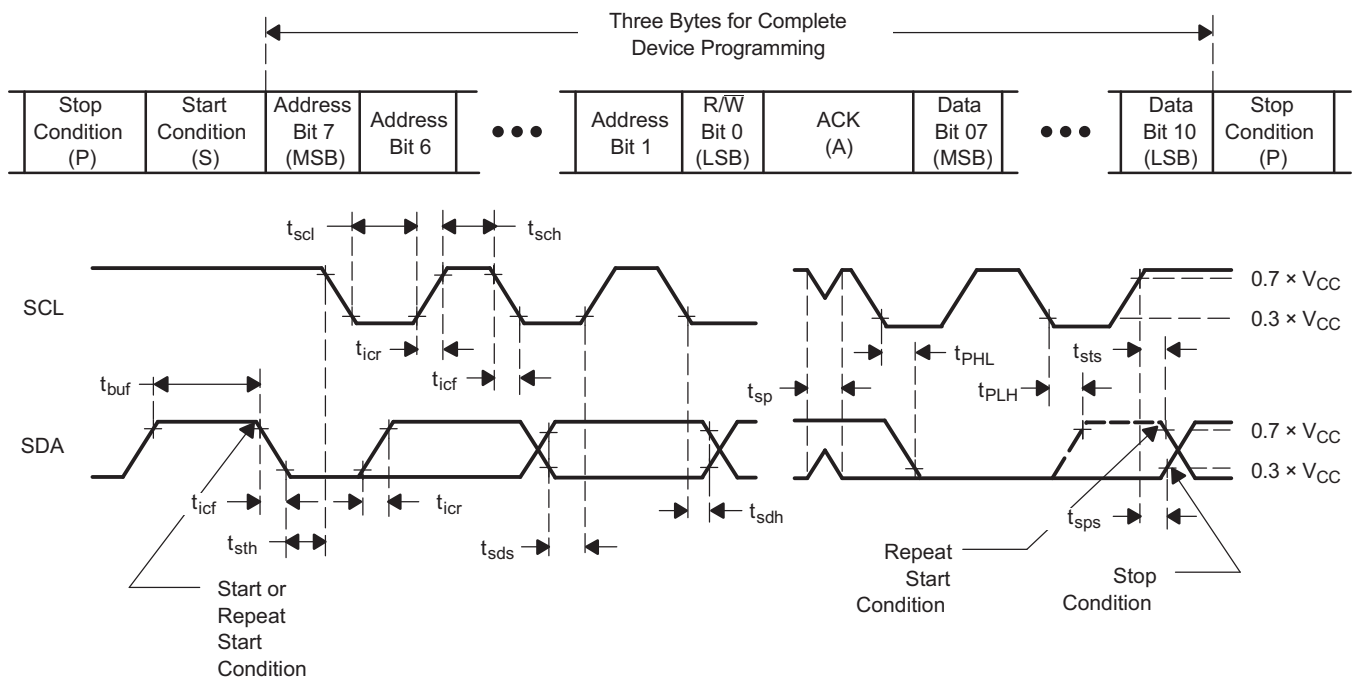 Three Bytes for Complete
Device Programming
Stop
Condition
(P)
Start
Condition
(S)
Address
Bit 7
(MSB)
Address
Bit 6
•••
Address
Bit 1
R/W̅
Bit 0
(LSB)
ACK
(A)
Data
Bit 07
(MSB)
•••
Data
Bit 10
(LSB)
Stop
Condition
(P)
tscl
tsch
SCL
0.7 × VCC
0.3 × VCC
ticr
ticf
tPHL
tsts
tbuf
tsp
tPLH
SDA
0.7 × VCC
0.3 × VCC
ticf
ticr
tsth
tsds
tsdh
tsps
Start or
Repeat
Start
Condition
Repeat
Start
Condition
Stop
Condition